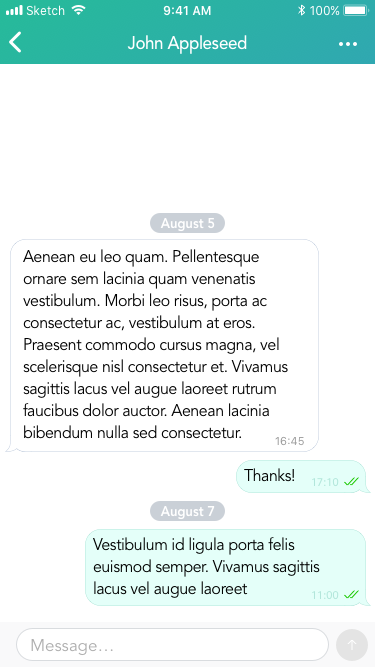 Sketch 9:41 AM 100%
John Appleseed
August 5
Aenean eu leo quam. Pellentesque
ornare sem lacinia quam venenatis
vestibulum. Morbi leo risus, porta ac
consectetur ac, vestibulum at eros.
Praesent commodo cursus magna, vel
scelerisque nisl consectetur et. Vivamus
sagittis lacus vel augue laoreet rutrum
faucibus dolor auctor. Aenean lacinia
bibendum nulla sed consectetur.
16:45
Thanks!
17:10
August 7
Vestibulum id ligula porta felis
euismod semper. Vivamus sagittis
lacus vel augue laoreet
11:00
Message…